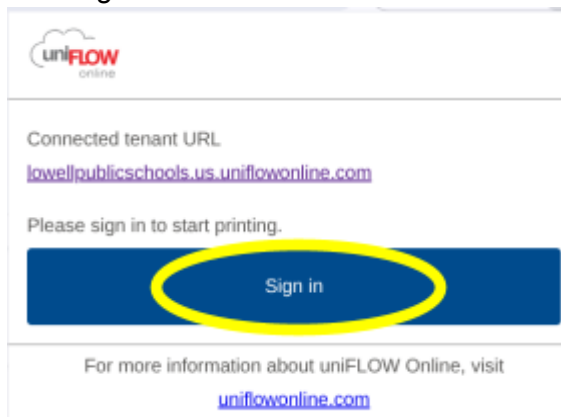 uniFLOW
online
Connected tenant URL
lowellpublicschools.us.uniflowonline.com
Please sign in to start printing.
Sign in
For more information about uniFLOW Online, visit
uniflowonline.com